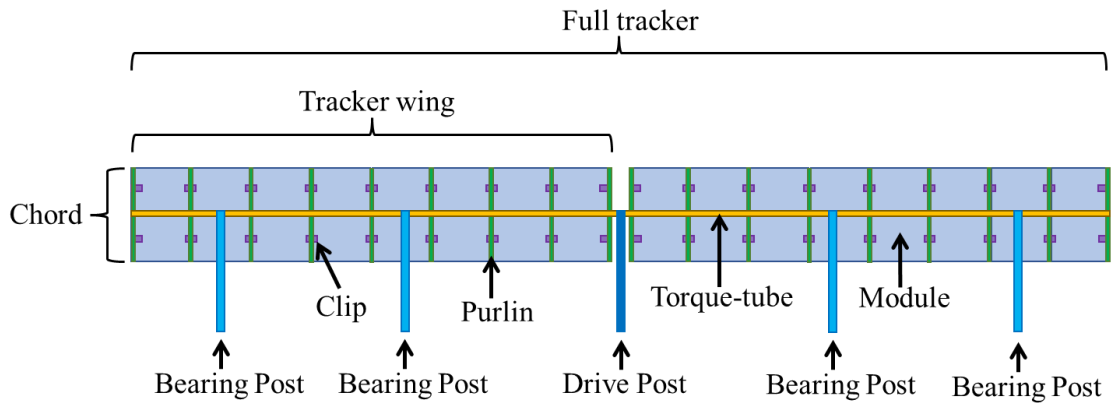 Full tracker
Tracker wing
Chord
Clip
Purlin
Torque-tube
Module
Bearing Post
Bearing Post
Drive Post
Bearing Post
Bearing Post